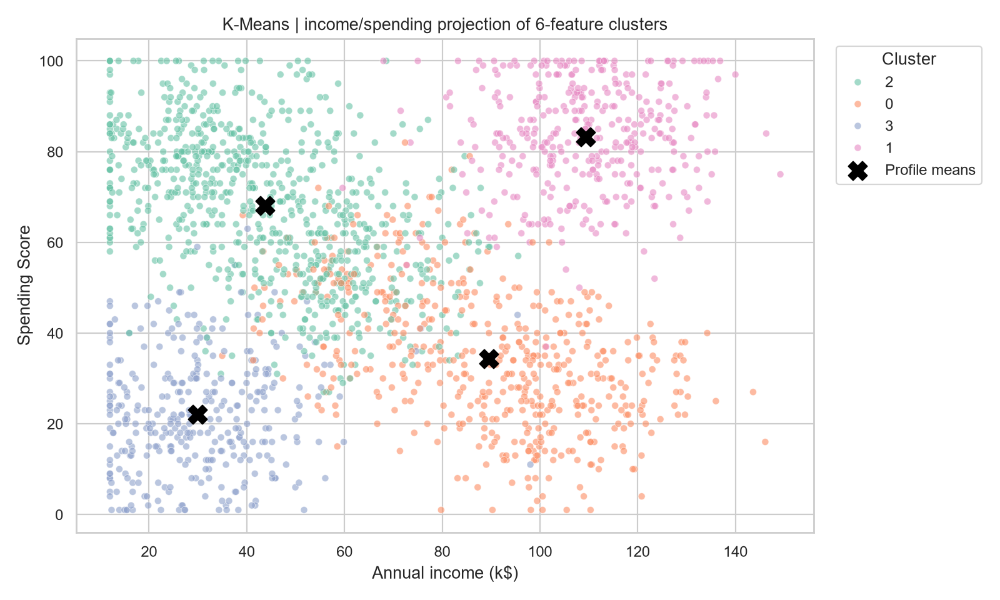 K-Means | income/spending projection of 6-feature clusters
Cluster
2
0
3
1
Profile means
100
80
60
40
20
0
Spending Score
20 40 60 80 100 120 140
Annual income (k$)